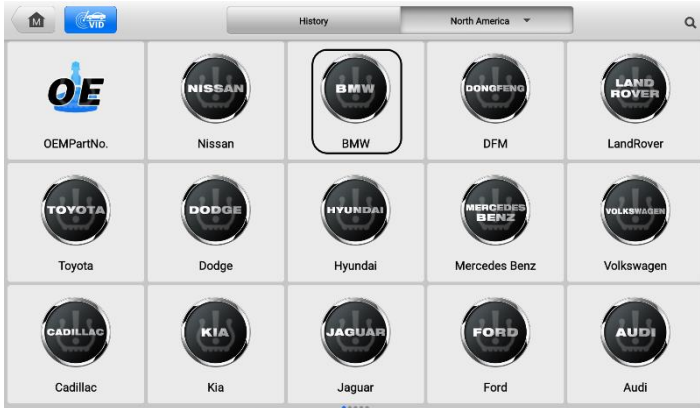 M
VID
History
North America
OE
NISSAN
BMW
DONGFENG
LAND
ROVER
OEMPartNo.
Nissan
BMW
DFM
LandRover
TOYOTA
DODGE
HYUNDAI
MERCEDES
BENZ
VOLKSWAGEN
Toyota
Dodge
Hyundai
Mercedes Benz
Volkswagen
CADILLAC
KIA
JAGUAR
FORD
AUDI
Cadillac
Kia
Jaguar
Ford
Audi